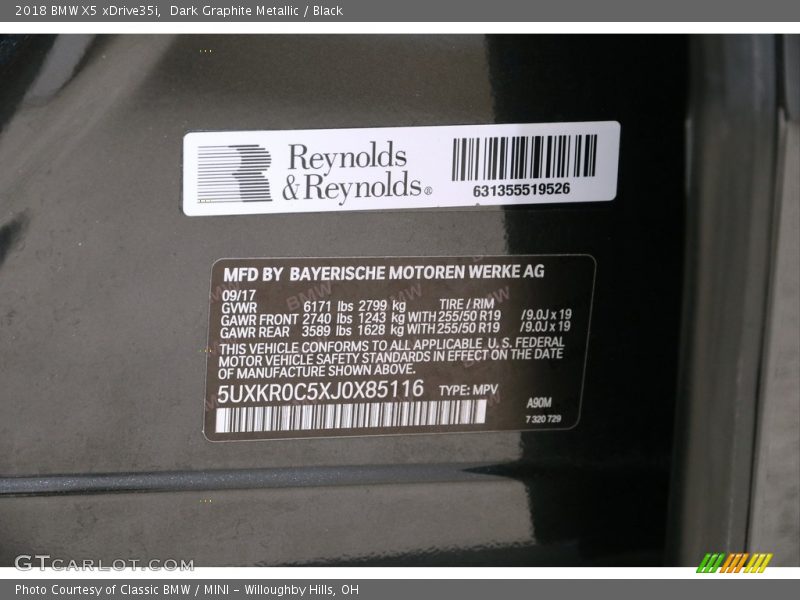 2018 BMW X5 xDrive35i, Dark Graphite Metallic / Black
Reynolds
& Reynolds®
631355519526
MFD BY BAYERISCHE MOTOREN WERKE AG
09/17
GVWR 6171 lbs 2799 kg TIRE / RIM
GAWR FRONT 2740 lbs 1243 kg WITH 255/50 R19 /9.0J x 19
GAWR REAR 3589 lbs 1628 kg WITH 255/50 R19 /9.0J x 19
THIS VEHICLE CONFORMS TO ALL APPLICABLE U.S. FEDERAL
MOTOR VEHICLE SAFETY STANDARDS IN EFFECT ON THE DATE
OF MANUFACTURE SHOWN ABOVE.
5UXKR0C5XJ0X85116 TYPE: MPV
A90M
7 320 729
GTCARLOT.COM
Photo Courtesy of Classic BMW / MINI - Willoughby Hills, OH